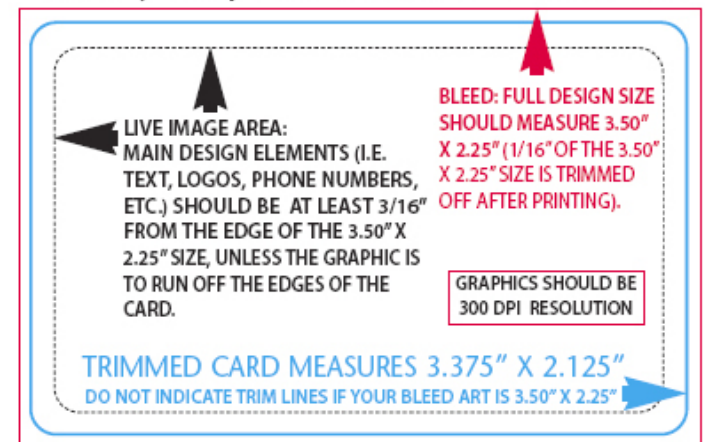 BLEED: FULL DESIGN SIZE
SHOULD MEASURE 3.50"
X 2.25" (1/16" OF THE 3.50"
X 2.25" SIZE IS TRIMMED
OFF AFTER PRINTING).
LIVE IMAGE AREA:
MAIN DESIGN ELEMENTS (I.E.
TEXT, LOGOS, PHONE NUMBERS,
ETC.) SHOULD BE AT LEAST 3/16"
FROM THE EDGE OF THE 3.50" X
2.25" SIZE, UNLESS THE GRAPHIC IS
TO RUN OFF THE EDGES OF THE
CARD.
GRAPHICS SHOULD BE
300 DPI RESOLUTION
TRIMMED CARD MEASURES 3.375" X 2.125"
DO NOT INDICATE TRIM LINES IF YOUR BLEED ART IS 3.50" X 2.25"